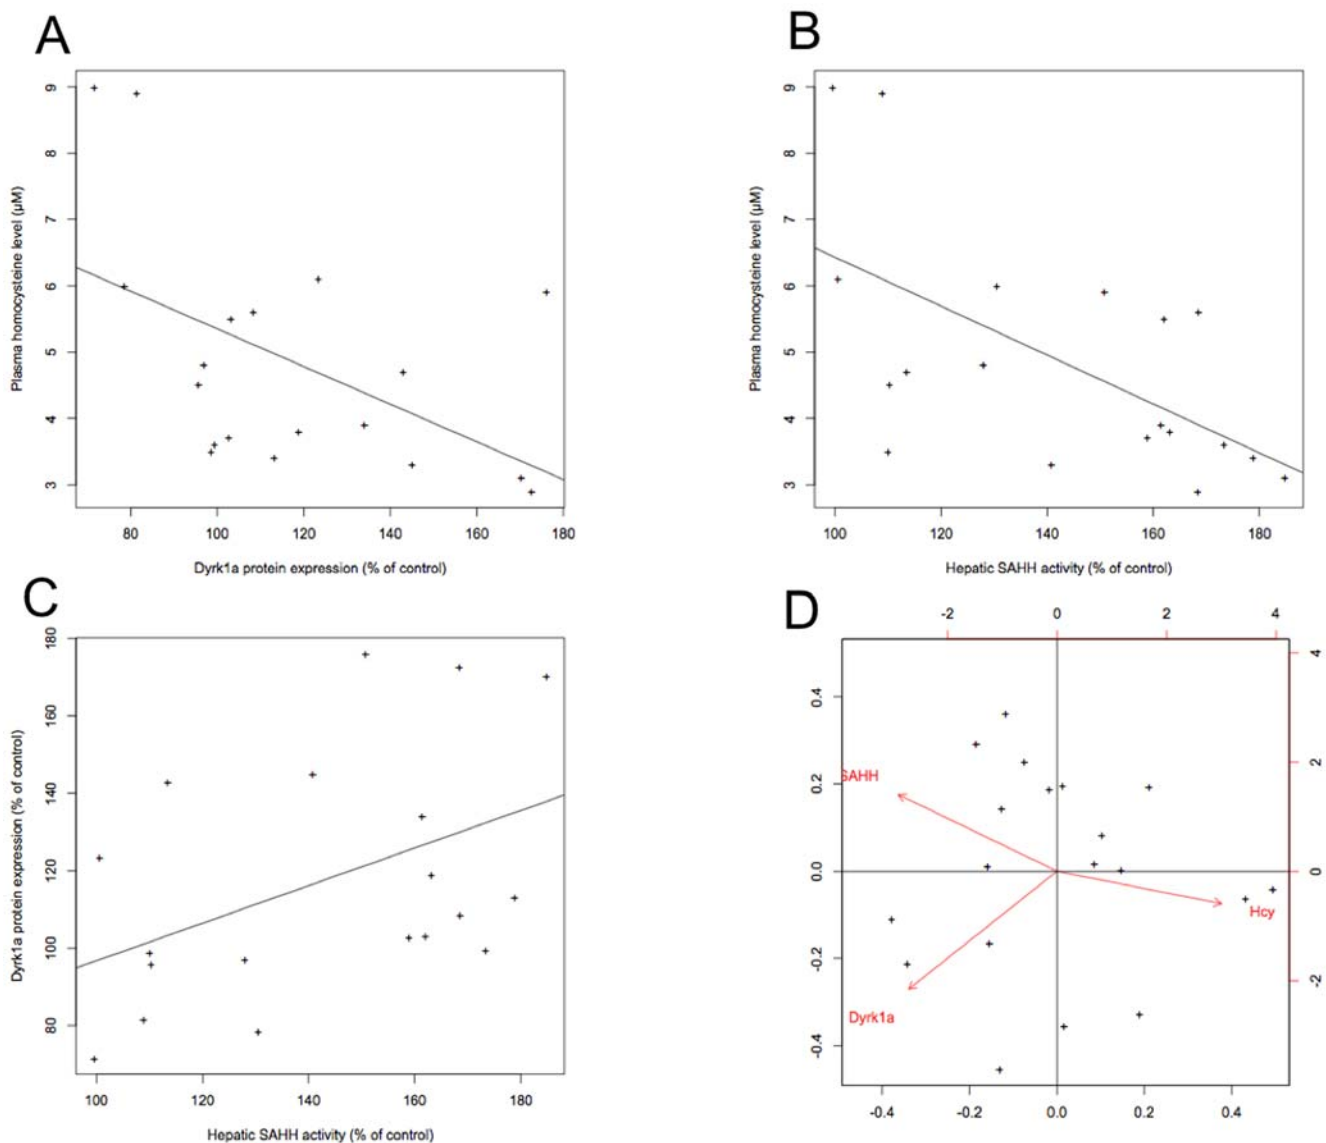 A
B
9
8
7
6
5
4
3
Plasma homocysteine level (µM)
80 100 120 140 160 180
Dyrk1a protein expression (% of control)
9
8
7
6
5
4
3
Plasma homocysteine level (µM)
100 120 140 160 180
Hepatic SAHH activity (% of control)
C
D
180
160
140
120
100
80
Dyrk1a protein expression (% of control)
100 120 140 160 180
Hepatic SAHH activity (% of control)
-2 0 2 4
0.4
0.2
0.0
-0.2
-0.4
SAHH
Hcy
Dyrk1a
4
2
0
-2
-0.4 -0.2 0.0 0.2 0.4